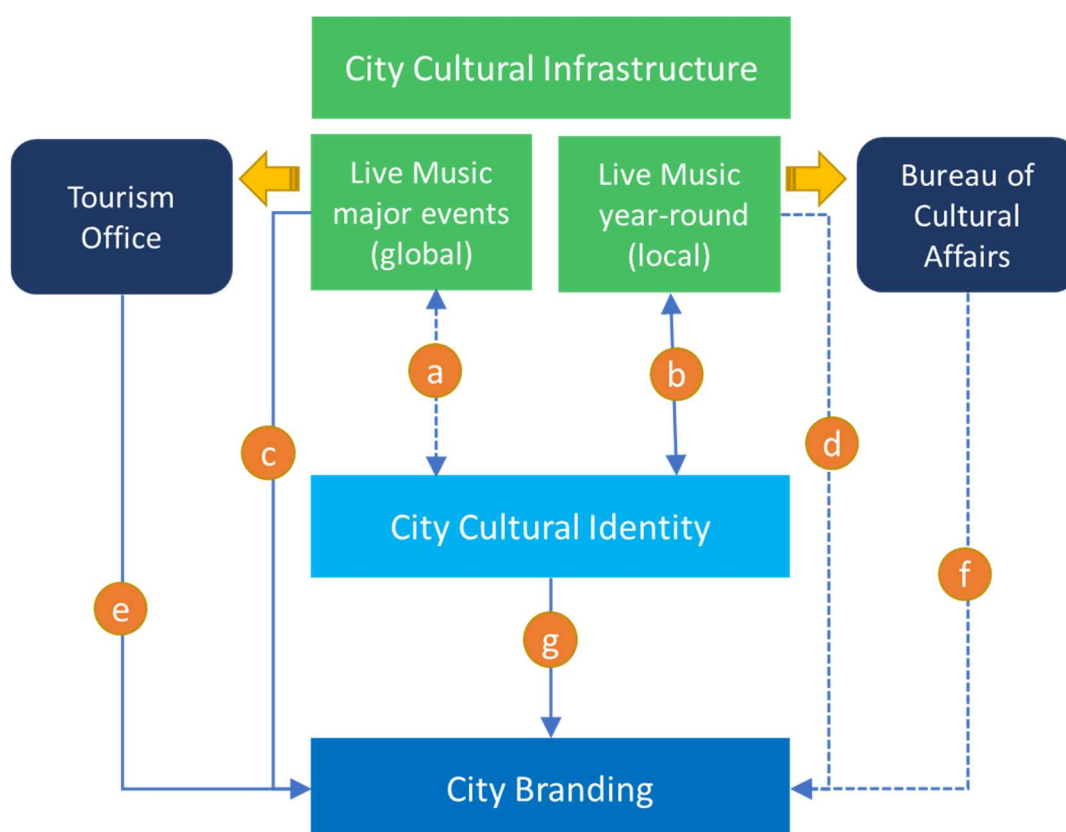 City Cultural Infrastructure
Tourism
Office
Live Music
major events
(global)
Live Music
year-round
(local)
Bureau of
Cultural
Affairs
a
b
c
d
City Cultural Identity
e
f
g
City Branding